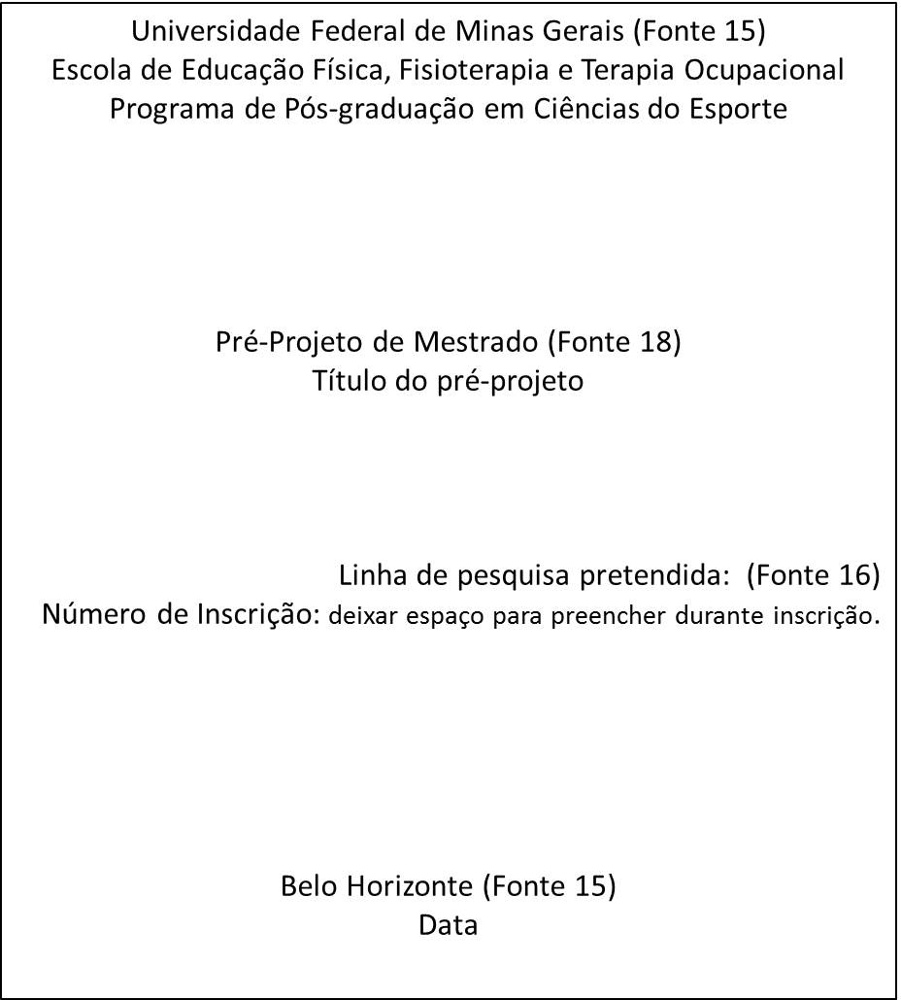 Universidade Federal de Minas Gerais (Fonte 15)
Escola de Educação Física, Fisioterapia e Terapia Ocupacional
Programa de Pós-graduação em Ciências do Esporte
Pré-Projeto de Mestrado (Fonte 18)
Título do pré-projeto
Linha de pesquisa pretendida:  (Fonte 16)
Número de Inscrição: deixar espaço para preencher durante inscrição.
Belo Horizonte (Fonte 15)
Data